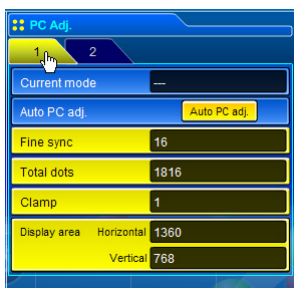 PC Adj.
1 2
Current mode ---
Auto PC adj. Auto PC adj.
Fine sync 16
Total dots 1816
Clamp 1
Display area Horizontal 1360
Vertical 768